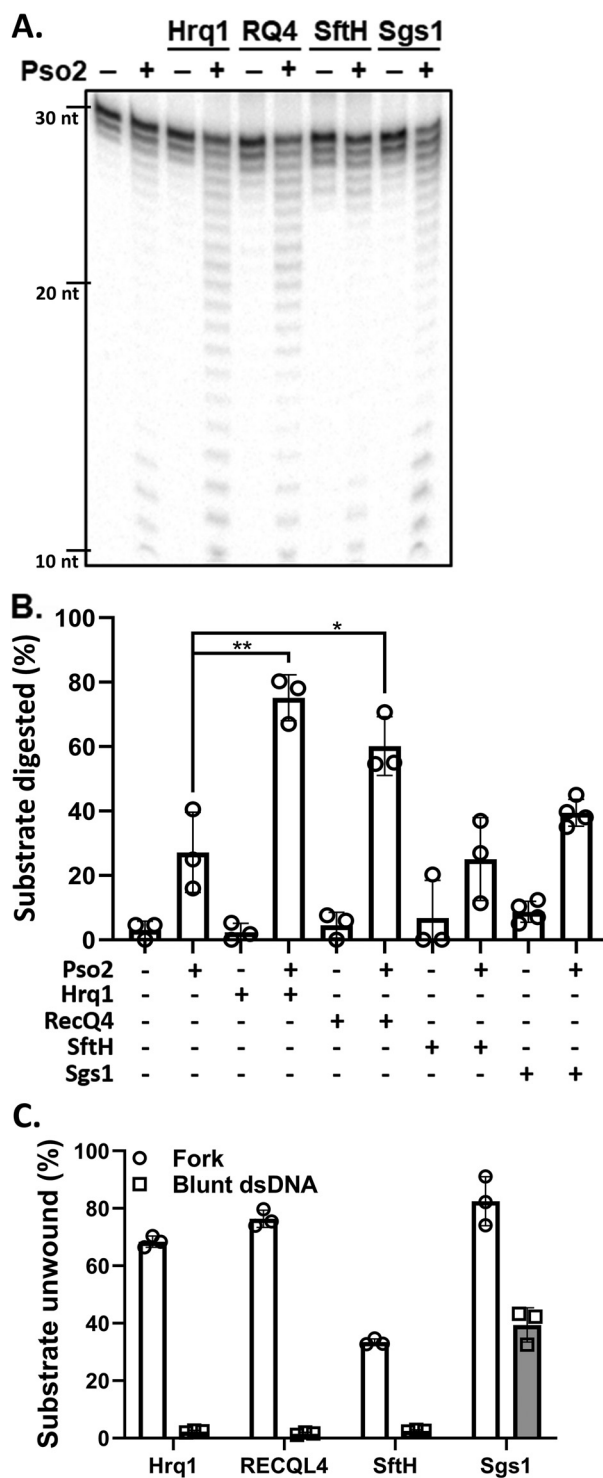 A.
Hrq1 RQ4 SftH Sgs1
Pso2 – + – + – + – + – +
30 nt
20 nt
10 nt
B.
Substrate digested (%)
100
80
60
40
20
0
**
*
Pso2 - + - + - + - + - +
Hrq1 - - + + - - - - - -
RecQ4 - - - - + + - - - -
SftH - - - - - - + + - -
Sgs1 - - - - - - - - + +
C.
Substrate unwound (%)
100
80
60
40
20
0
Fork
Blunt dsDNA
Hrq1 RECQL4 SftH Sgs1